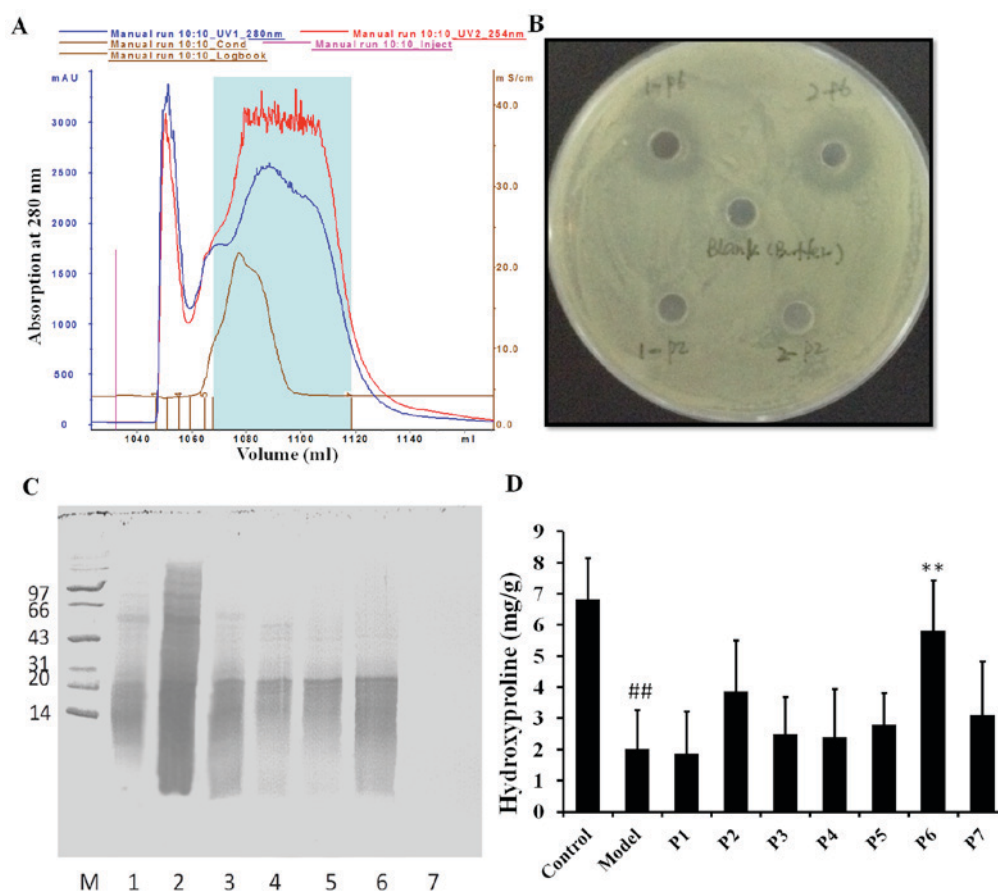 A
Manual run 10:10_UV1_280nm
Manual run 10:10_UV2_254nm
Manual run 10:10_Cond
Manual run 10:10_Inject
Manual run 10:10_Logbook
mAU
mS/cm
3000
2500
2000
1500
1000
500
0
40.0
30.0
20.0
10.0
0.0
Absorption at 280 nm
1040
1060
1080
1100
1120
1140
ml
Volume (ml)
B
1-P6
2-P6
Blank (Buffer)
1-P2
2-P2
C
97
66
43
31
20
14
M 1 2 3 4 5 6 7
D
Hydroxyproline (mg/g)
9
8
7
6
5
4
3
2
1
0
##
**
Control
Model
P1
P2
P3
P4
P5
P6
P7